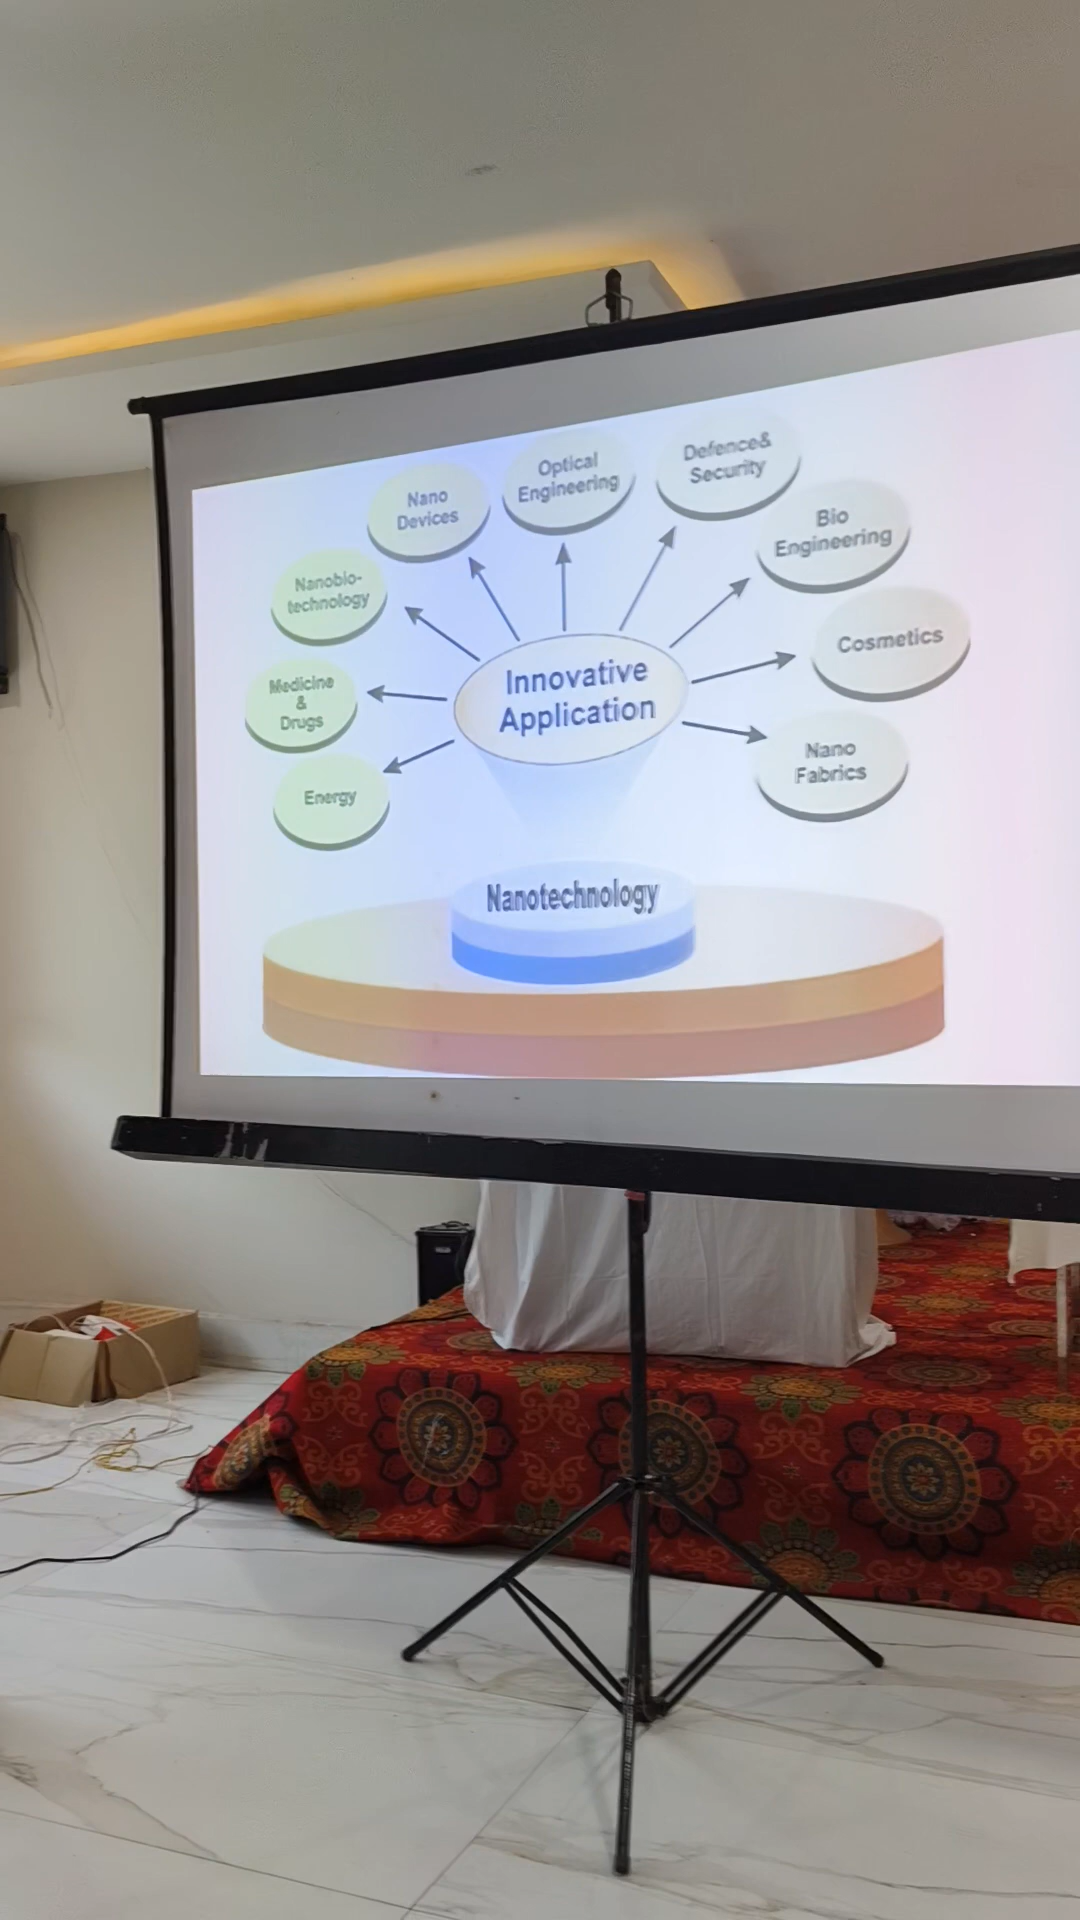 Defence&
Security
Optical
Engineering
Nano
Devices
Bio
Engineering
Nanobio-
technology
Cosmetics
Innovative
Application
Medicine
&
Drugs
Nano
Fabrics
Energy
Nanotechnology